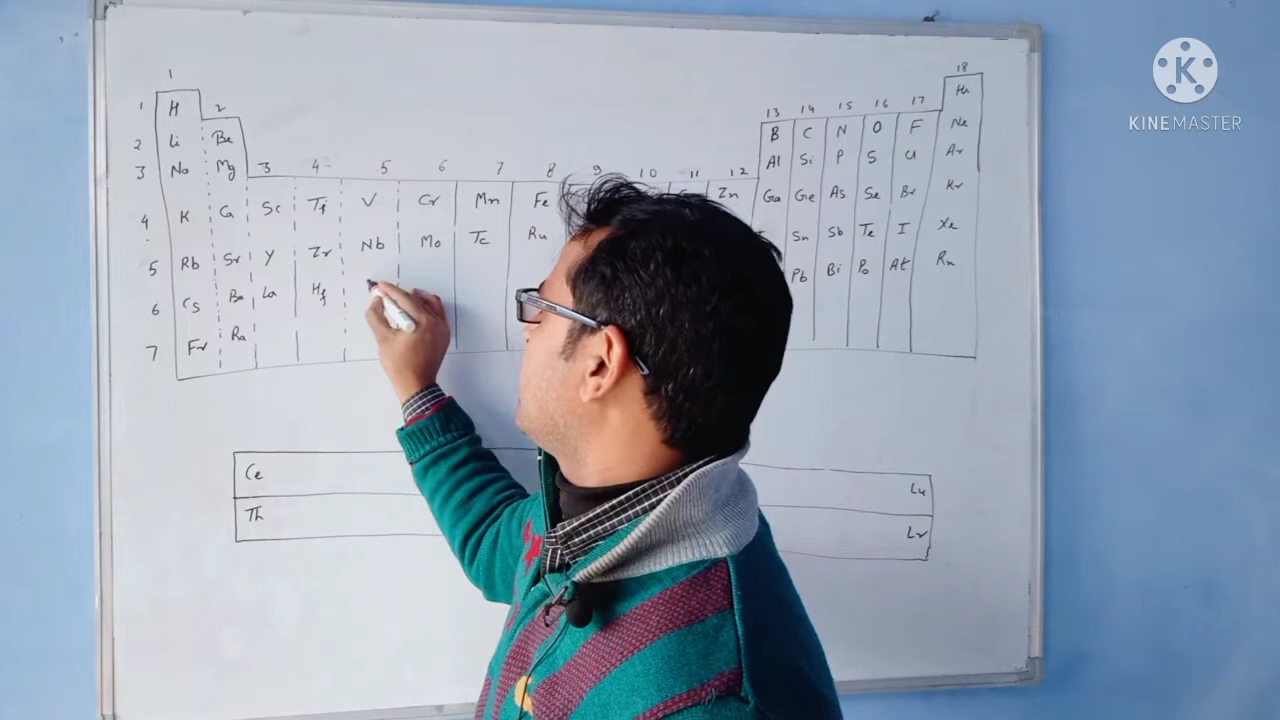 1 18
1 H 2 13 14 15 16 17 He
2 Li Be B C N O F Ne
3 Na Mg 3 4 5 6 7 8 9 10 11 12 Al Si P S Cl Ar
4 K Ca Sc Ti V Cr Mn Fe Zn Ga Ge As Se Br Kr
5 Rb Sr Y Zr Nb Mo Tc Ru Sn Sb Te I Xe
6 Cs Ba La Hf Pb Bi Po At Rn
7 Fr Ra
Ce Lu
Th Lr
K
KINEMASTER